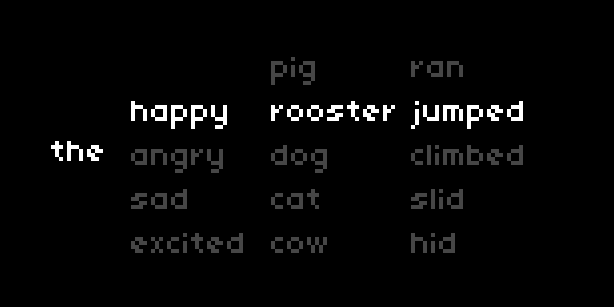 pig ran
happy rooster jumped
the
angry dog climbed
sad cat slid
excited cow hid